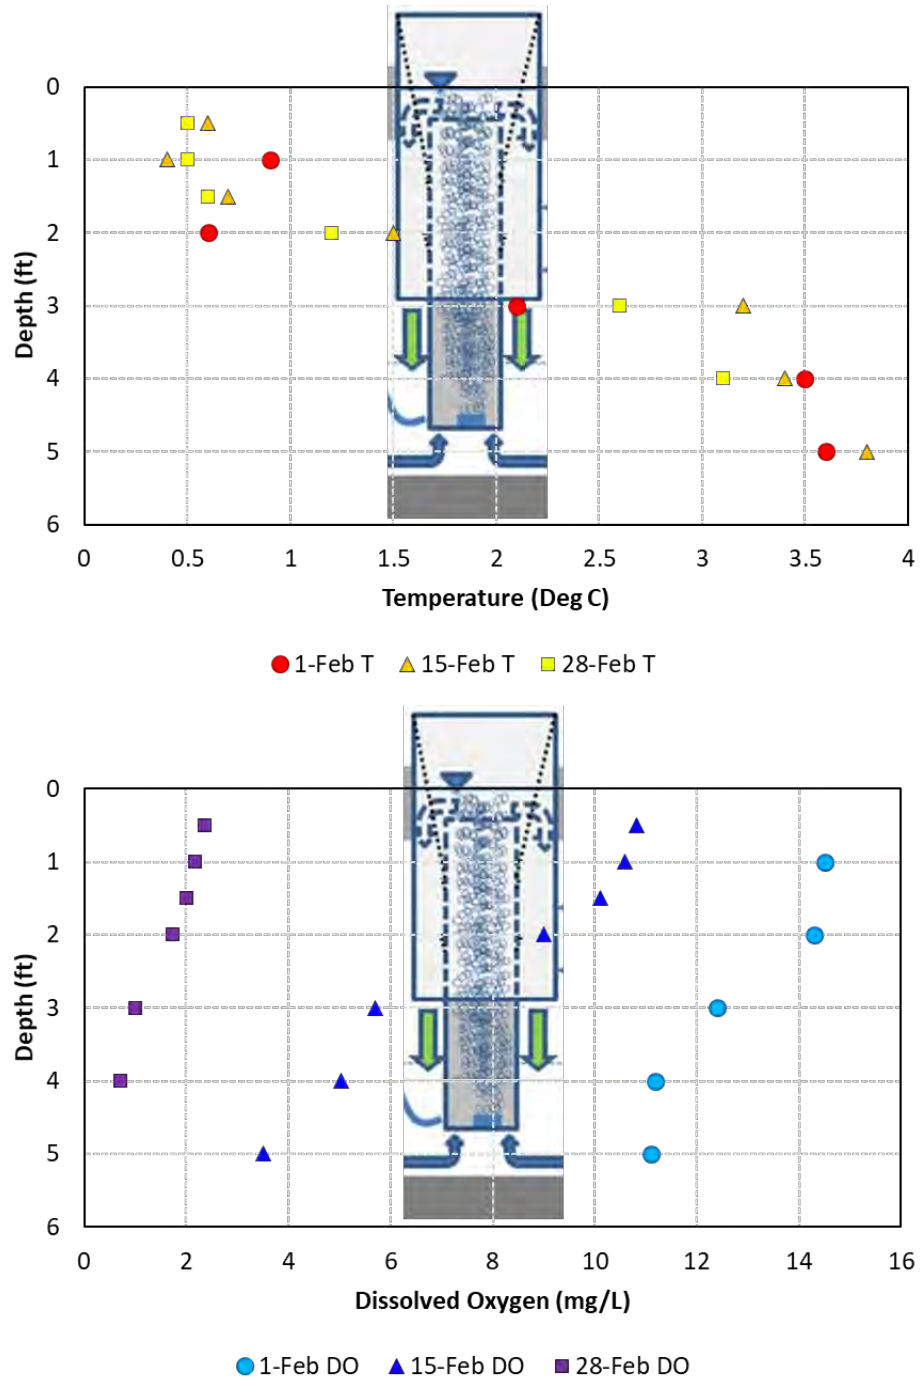 0
1
2
3
4
5
6
Depth (ft)
0 0.5 1 1.5 2 2.5 3 3.5 4
Temperature (Deg C)
1-Feb T 15-Feb T 28-Feb T
0
1
2
3
4
5
6
Depth (ft)
0 2 4 6 8 10 12 14 16
Dissolved Oxygen (mg/L)
1-Feb DO 15-Feb DO 28-Feb DO